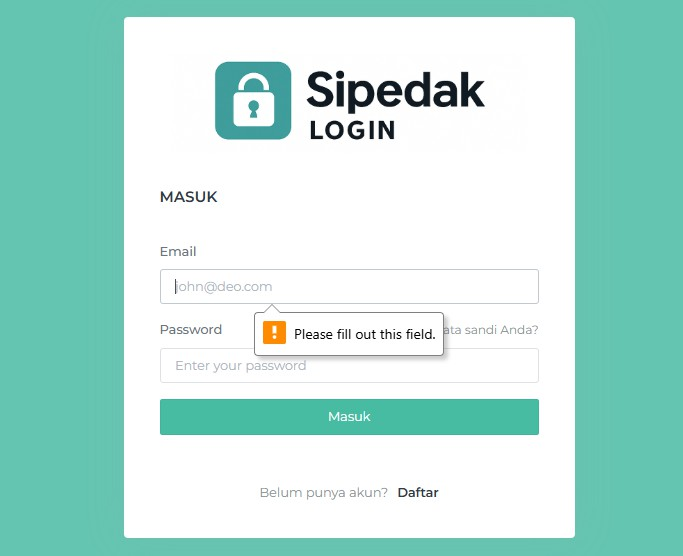 Sipedak
LOGIN
MASUK
Email
john@deo.com
Please fill out this field.
Password
sandi Anda?
Enter your password
Masuk
Belum punya akun? Daftar